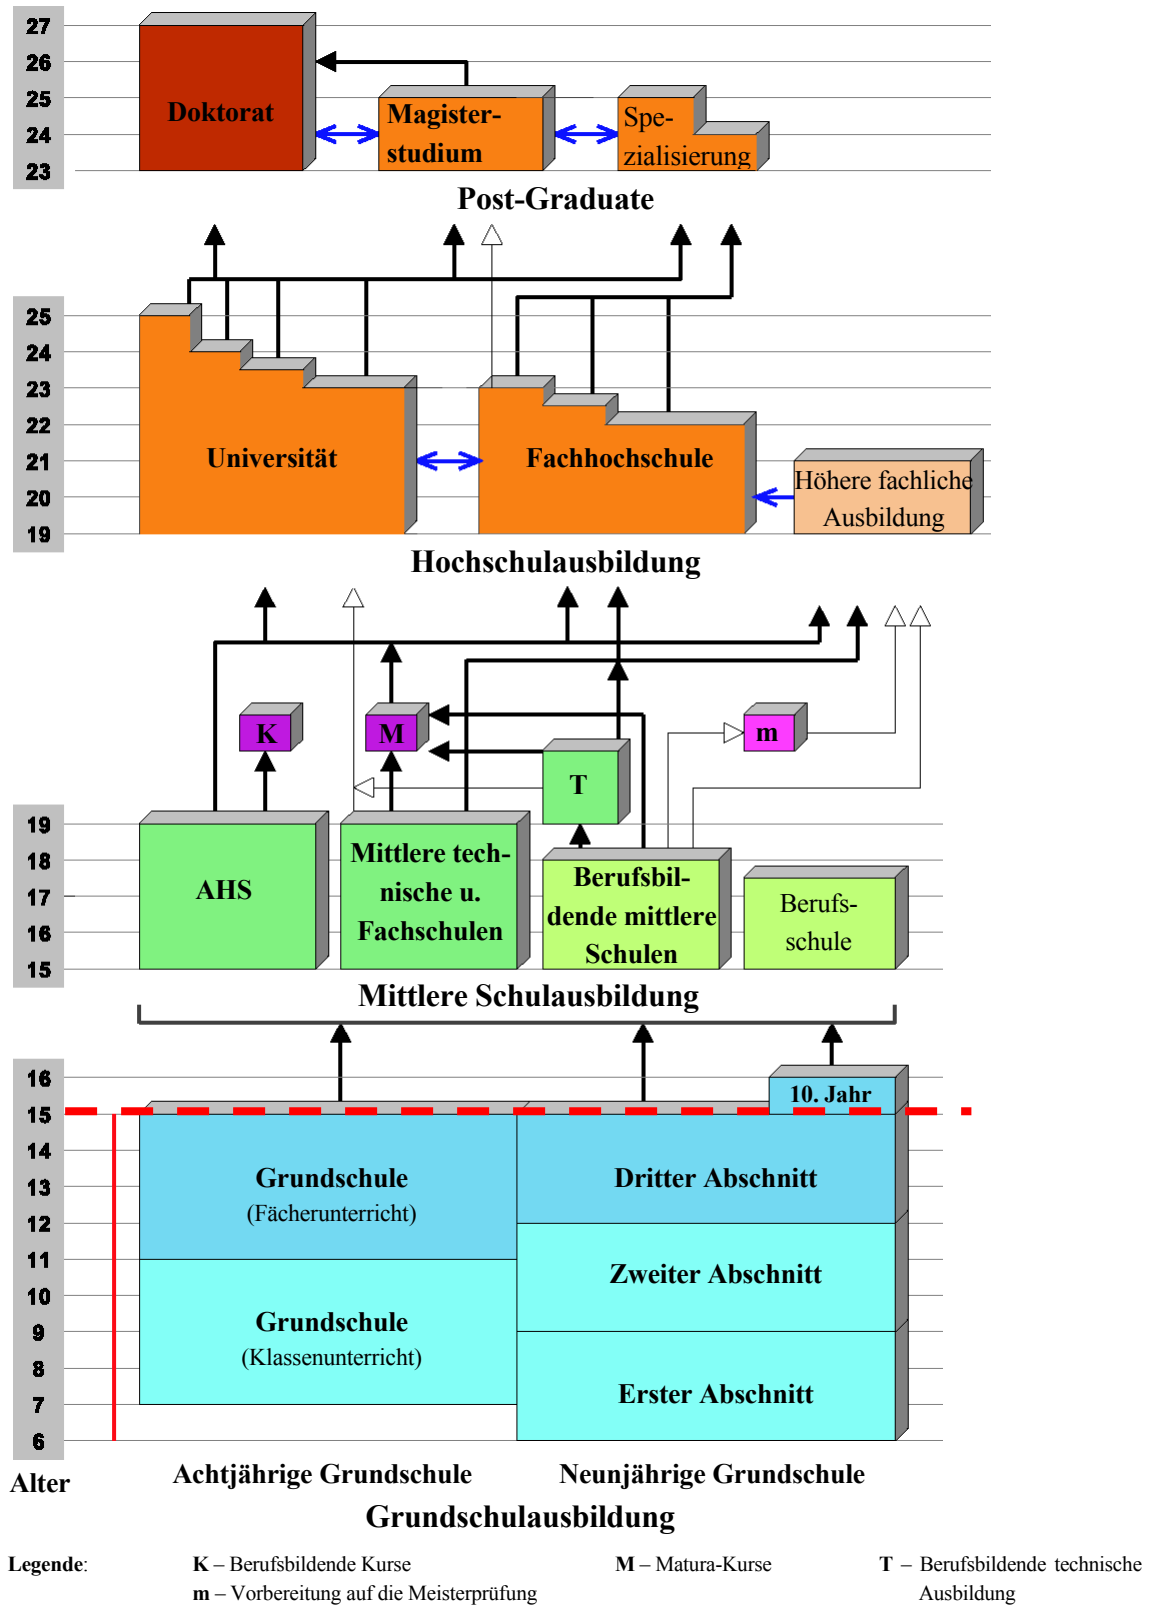 27
26
25
24
23
Doktorat
Magister-
studium
Spe-
zialisierung
Post-Graduate
25
24
23
22
21
20
19
Universität
Fachhochschule
Höhere fachliche
Ausbildung
Hochschulausbildung
K
M
m
T
19
18
17
16
15
AHS
Mittlere tech-
nische u.
Fachschulen
Berufsbil-
dende mittlere
Schulen
Berufs-
schule
Mittlere Schulausbildung
16
15
14
13
12
11
10
9
8
7
6
Alter
10. Jahr
Grundschule
(Fächerunterricht)
Dritter Abschnitt
Zweiter Abschnitt
Grundschule
(Klassenunterricht)
Erster Abschnitt
Achtjährige Grundschule
Neunjährige Grundschule
Grundschulausbildung
Legende:
K – Berufsbildende Kurse
M – Matura-Kurse
T – Berufsbildende technische
Ausbildung
m – Vorbereitung auf die Meisterprüfung